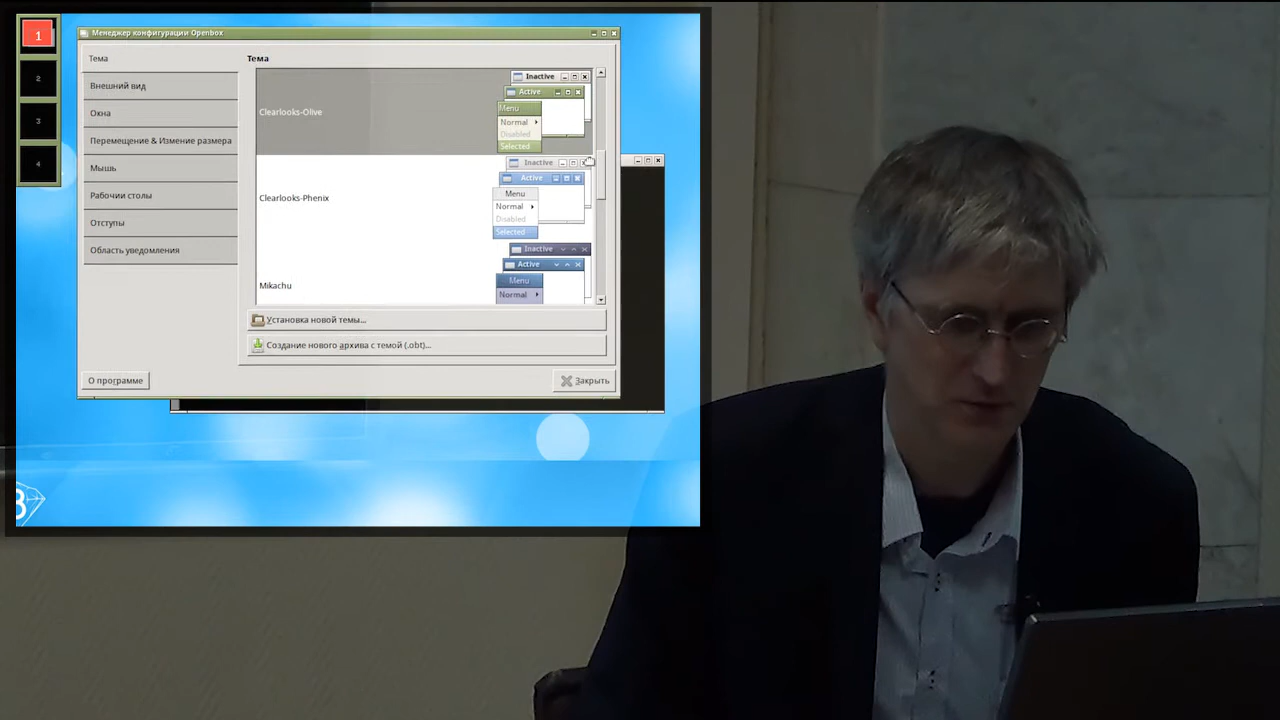 1
2
3
4
Менеджер конфигурации Openbox
Тема
Внешний вид
Окна
Перемещение & Измение размера
Мышь
Рабочии столы
Отступы
Область уведомления
Тема
Clearlooks-Olive
Inactive
Active
Menu
Normal
Disabled
Selected
Clearlooks-Phenix
Inactive
Active
Menu
Normal
Disabled
Selected
Mikachu
Inactive
Active
Menu
Normal
Установка новой темы...
Создание нового архива с темой (.obt)...
О программе
Закрыть